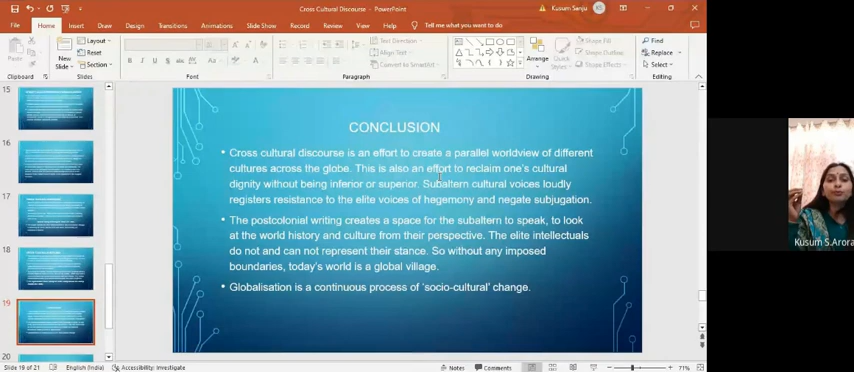 Cross Cultural Discourse - PowerPoint
Kusum Sanju KS
File Home Insert Draw Design Transitions Animations Slide Show Record Review View Help Tell me what you want to do
Paste
Clipboard
New
Slide
Layout
Reset
Section
Slides
Font
Text Direction
Align Text
Convert to SmartArt
Paragraph
Arrange
Quick
Styles
Shape Fill
Shape Outline
Shape Effects
Drawing
Find
Replace
Select
Editing
15
16
17
18
19
20
CONCLUSION
• Cross cultural discourse is an effort to create a parallel worldview of different
cultures across the globe. This is also an effort to reclaim one's cultural
dignity without being inferior or superior. Subaltern cultural voices loudly
registers resistance to the elite voices of hegemony and negate subjugation.
• The postcolonial writing creates a space for the subaltern to speak, to look
at the world history and culture from their perspective. The elite intellectuals
do not and can not represent their stance. So without any imposed
boundaries, today's world is a global village.
• Globalisation is a continuous process of 'socio-cultural' change.
Kusum S.Arora
Slide 19 of 21 English (India) Accessibility: Investigate Notes Comments 71%